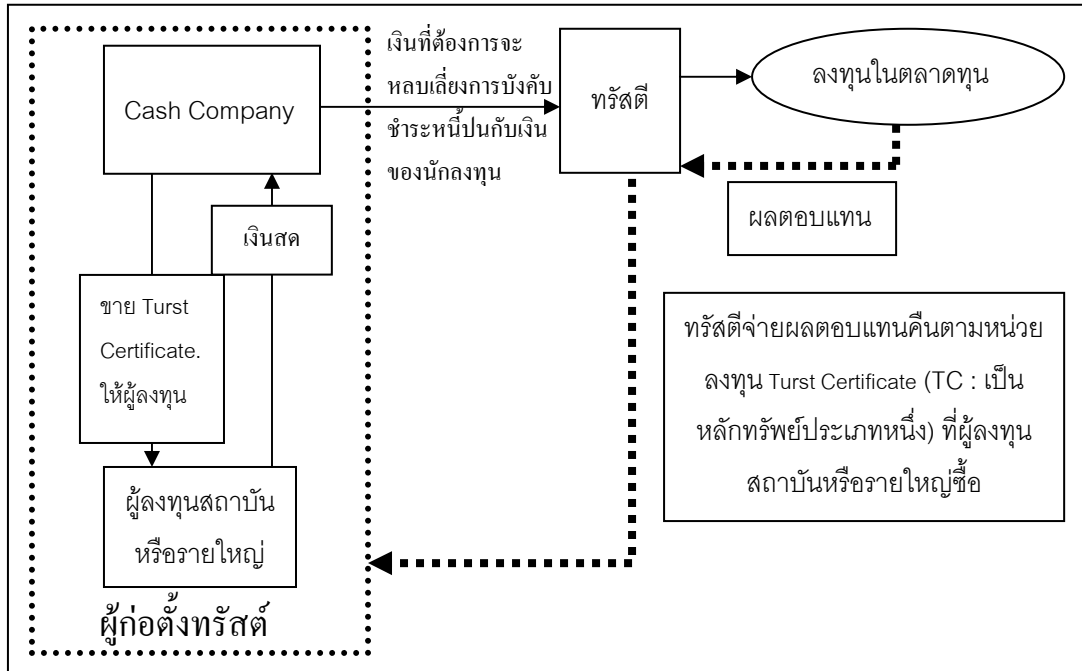 Cash Company
เงินที่ต้องการจะ
หลบเลี่ยงการบังคับ
ชำระหนี้ปนกับเงิน
ของนักลงทุน
ทรัสตี
ลงทุนในตลาดทุน
ผลตอบแทน
เงินสด
ขาย Turst
Certificate.
ให้ผู้ลงทุน
ผู้ลงทุนสถาบัน
หรือรายใหญ่
ผู้ก่อตั้งทรัสต์
ทรัสตีจ่ายผลตอบแทนคืนตามหน่วย
ลงทุน Turst Certificate (TC : เป็น
หลักทรัพย์ประเภทหนึ่ง) ที่ผู้ลงทุน
สถาบันหรือรายใหญ่ซื้อ